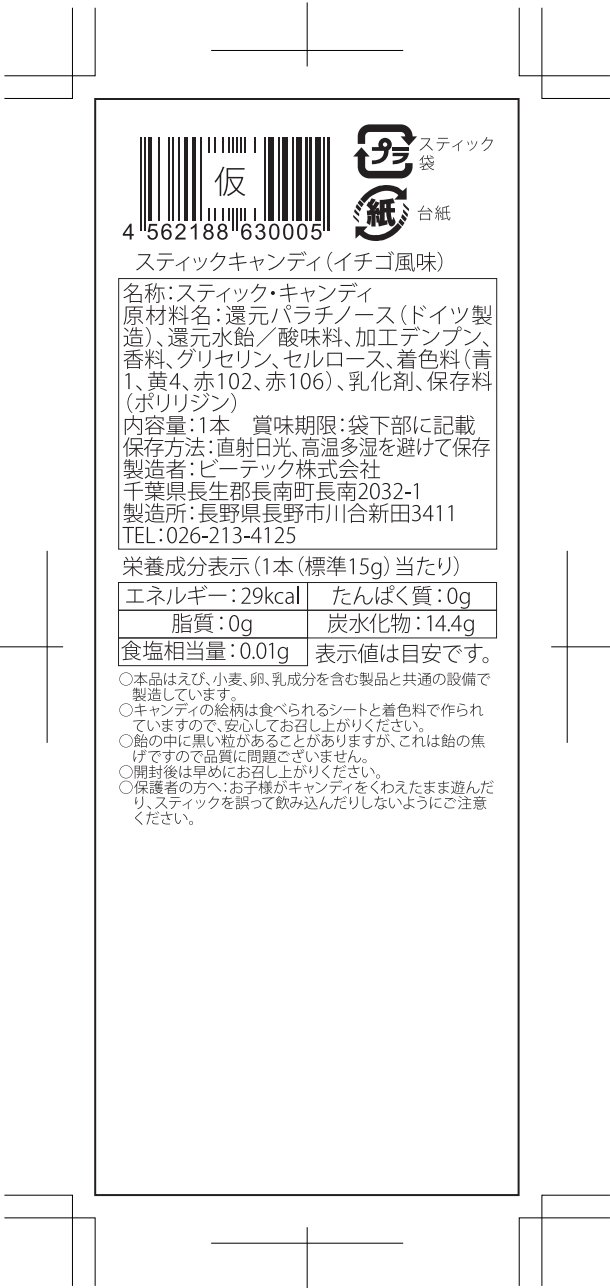 仮
4 562188 630005
プラ
スティック
袋
紙
台紙
スティックキャンディ(イチゴ風味)
名称:スティック・キャンディ
原材料名:還元パラチノース(ドイツ製
造)、還元水飴/酸味料、加工デンプン、
香料、グリセリン、セルロース、着色料(青
1、黄4、赤102、赤106)、乳化剤、保存料
(ポリリジン)
内容量:1本 賞味期限:袋下部に記載
保存方法:直射日光、高温多湿を避けて保存
製造者:ビーテック株式会社
千葉県長生郡長南町長南2032-1
製造所:長野県長野市川合新田3411
TEL:026-213-4125
栄養成分表示(1本(標準15g)当たり)
エネルギー:29kcal たんぱく質:0g
脂質:0g 炭水化物:14.4g
食塩相当量:0.01g 表示値は目安です。
○本品はえび、小麦、卵、乳成分を含む製品と共通の設備で
製造しています。
○キャンディの絵柄は食べられるシートと着色料で作られ
ていますので、安心してお召し上がりください。
○飴の中に黒い粒があることがありますが、これは飴の焦
げですので品質に問題ございません。
○開封後は早めにお召し上がりください。
○保護者の方へ:お子様がキャンディをくわえたまま遊んだ
り、スティックを誤って飲み込んだりしないようにご注意
ください。